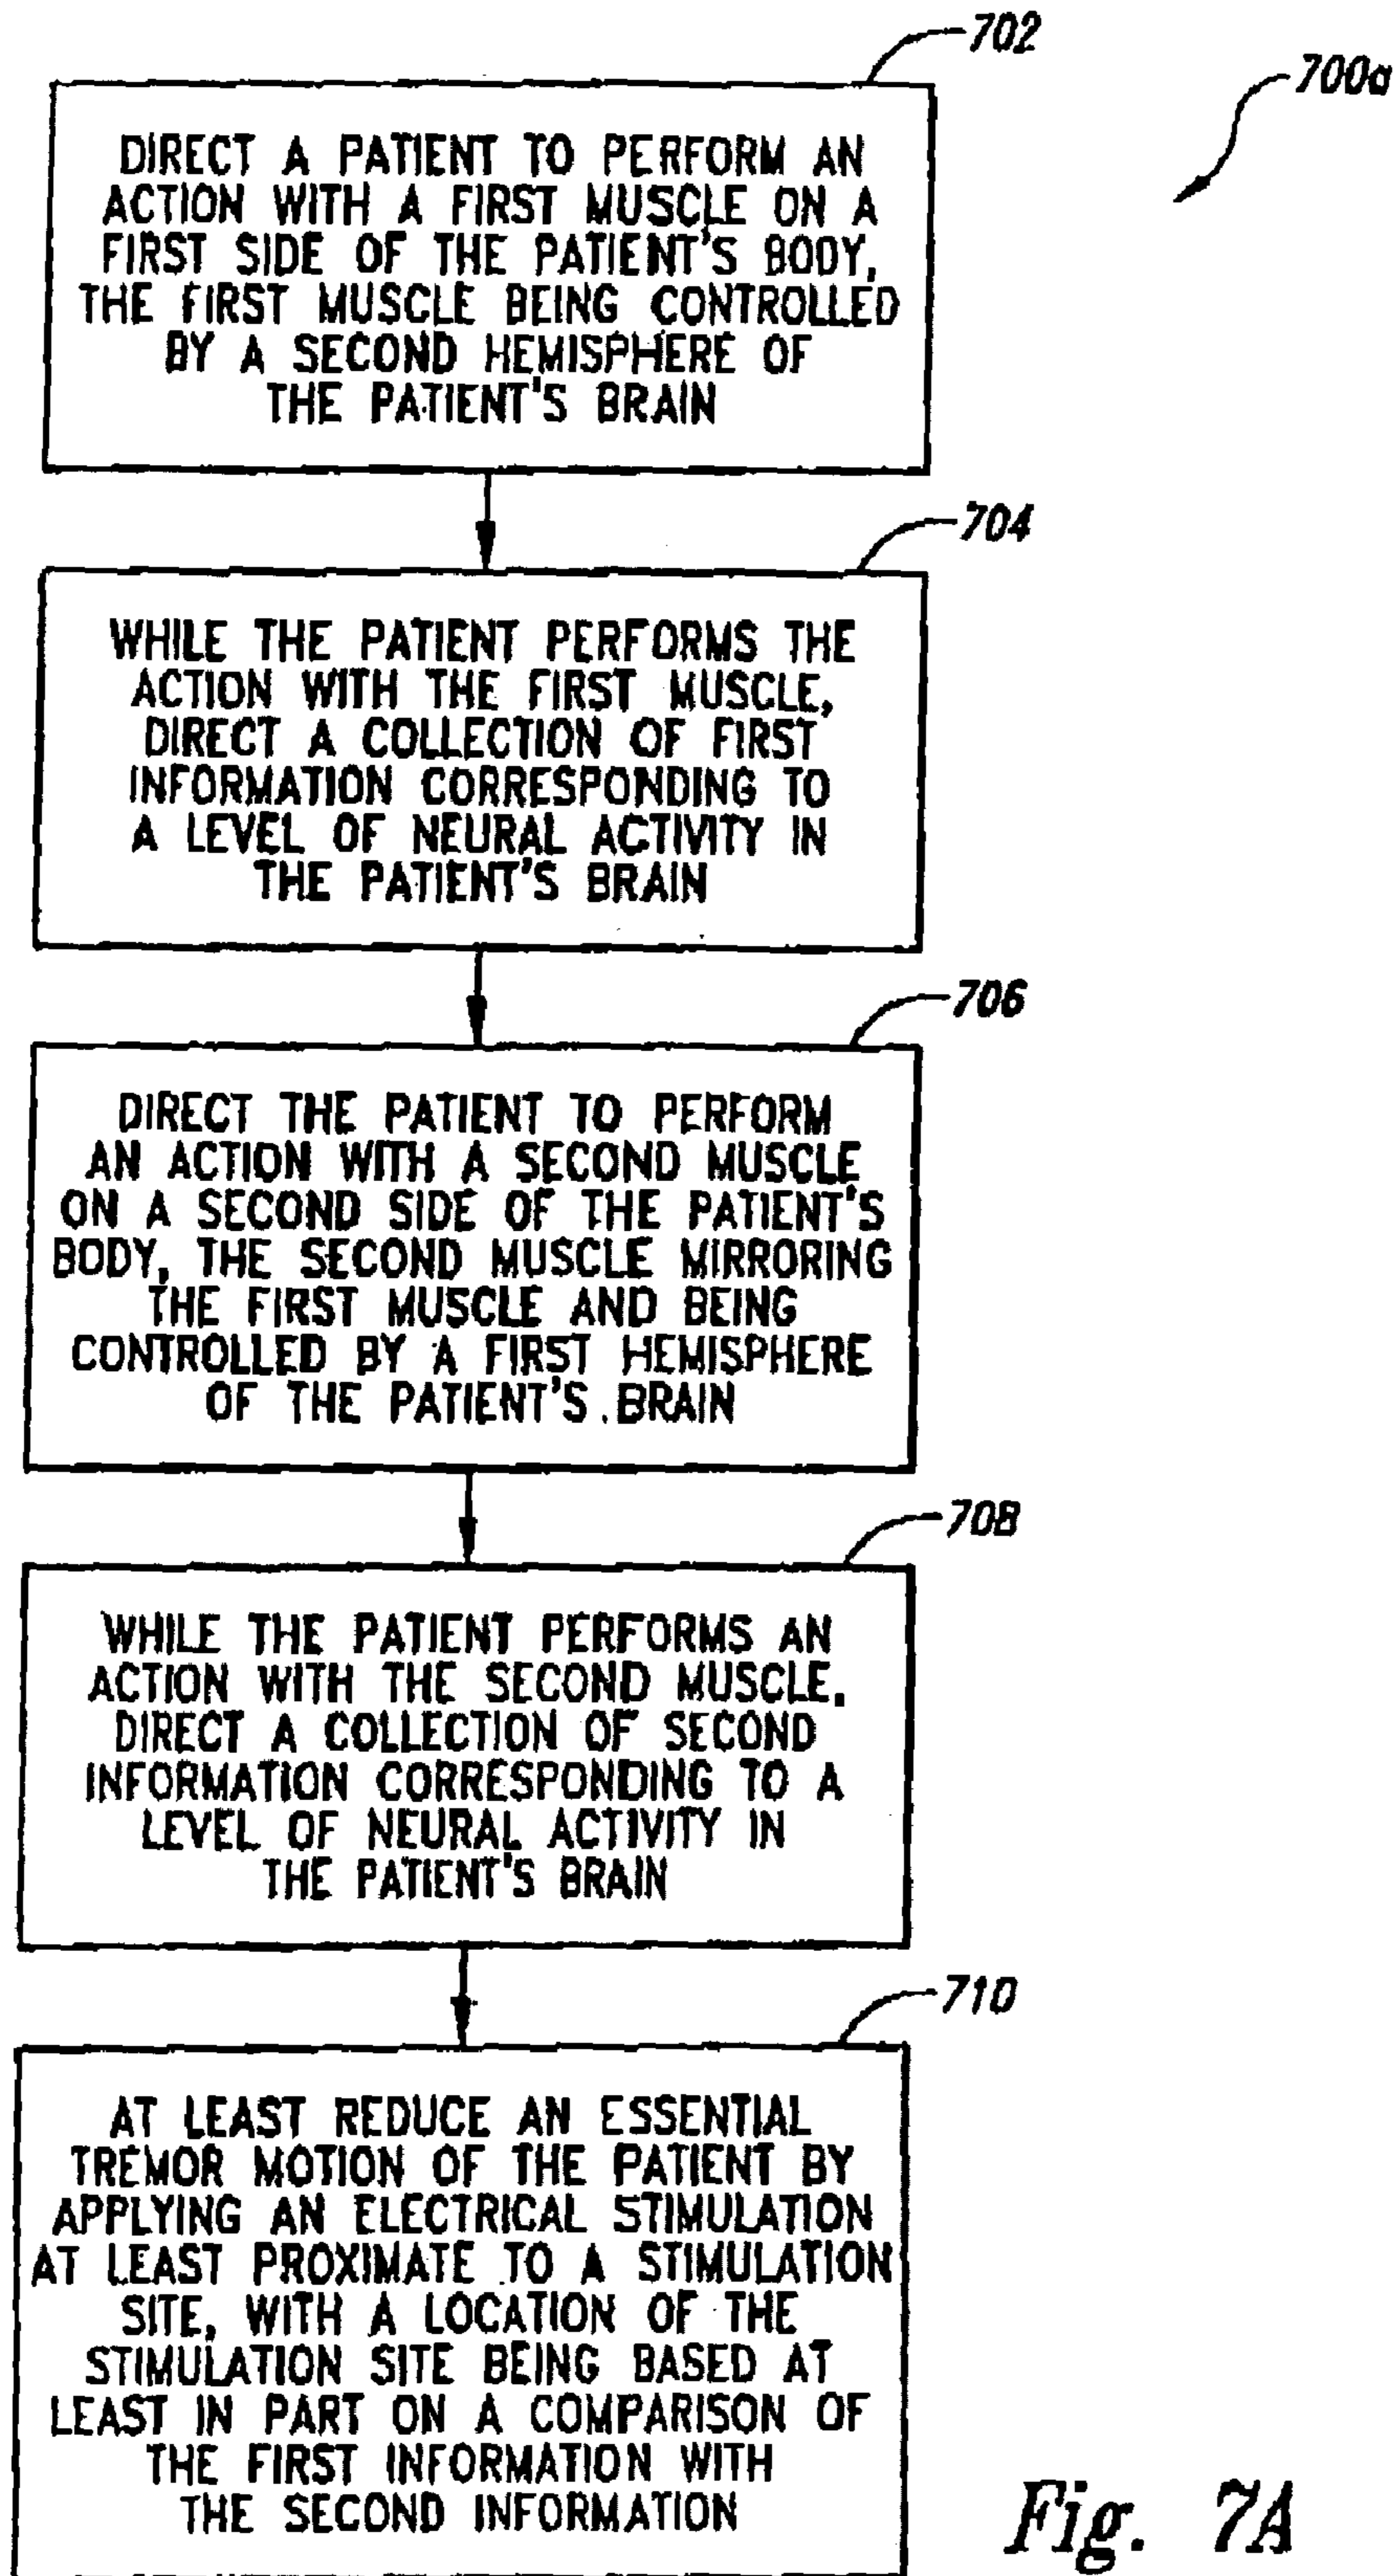 702
700a
DIRECT A PATIENT TO PERFORM AN
ACTION WITH A FIRST MUSCLE ON A
FIRST SIDE OF THE PATIENT'S BODY,
THE FIRST MUSCLE BEING CONTROLLED
BY A SECOND HEMISPHERE OF
THE PATIENT'S BRAIN
704
WHILE THE PATIENT PERFORMS THE
ACTION WITH THE FIRST MUSCLE,
DIRECT A COLLECTION OF FIRST
INFORMATION CORRESPONDING TO
A LEVEL OF NEURAL ACTIVITY IN
THE PATIENT'S BRAIN
706
DIRECT THE PATIENT TO PERFORM
AN ACTION WITH A SECOND MUSCLE
ON A SECOND SIDE OF THE PATIENT'S
BODY, THE SECOND MUSCLE MIRRORING
THE FIRST MUSCLE AND BEING
CONTROLLED BY A FIRST HEMISPHERE
OF THE PATIENT'S BRAIN
708
WHILE THE PATIENT PERFORMS AN
ACTION WITH THE SECOND MUSCLE,
DIRECT A COLLECTION OF SECOND
INFORMATION CORRESPONDING TO A
LEVEL OF NEURAL ACTIVITY IN
THE PATIENT'S BRAIN
710
AT LEAST REDUCE AN ESSENTIAL
TREMOR MOTION OF THE PATIENT BY
APPLYING AN ELECTRICAL STIMULATION
AT LEAST PROXIMATE TO A STIMULATION
SITE, WITH A LOCATION OF THE
STIMULATION SITE BEING BASED AT
LEAST IN PART ON A COMPARISON OF
THE FIRST INFORMATION WITH
THE SECOND INFORMATION
Fig. 7A